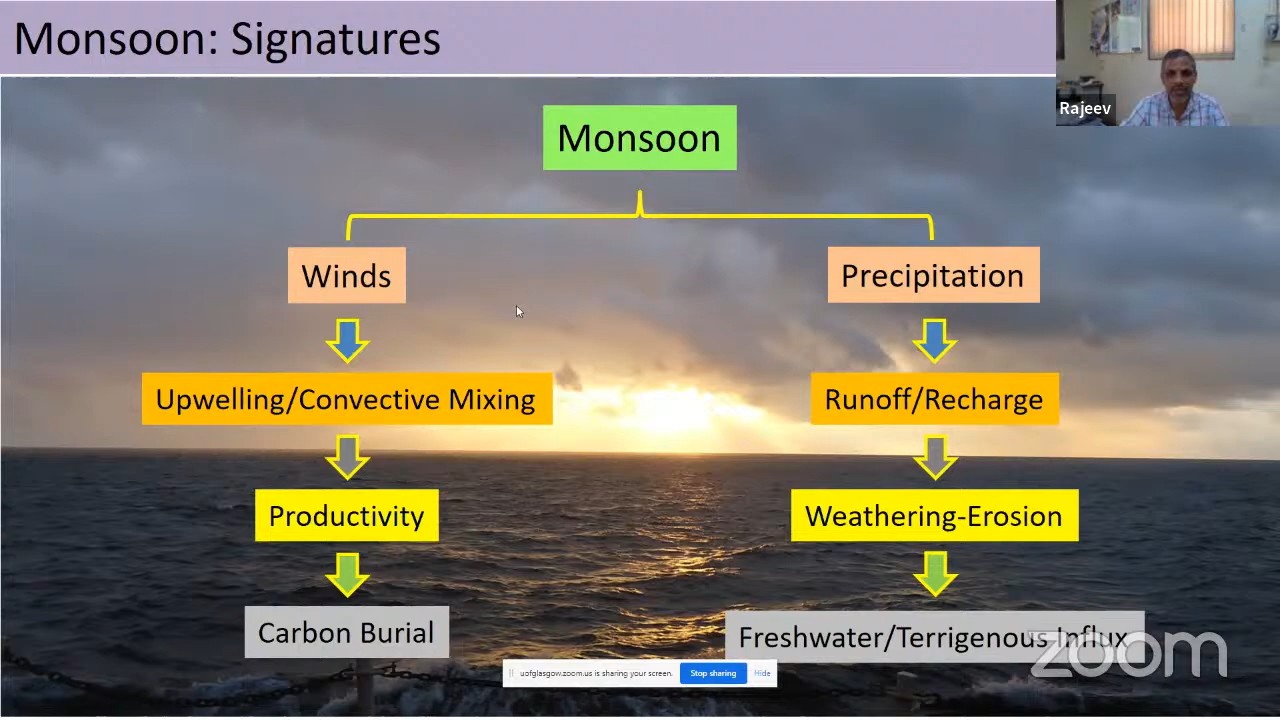 Monsoon: Signatures
Rajeev
Monsoon
Winds
Precipitation
Upwelling/Convective Mixing
Runoff/Recharge
Productivity
Weathering-Erosion
Carbon Burial
Freshwater/Terrigenous Influx
zoom
uofglasgow.zoom.us is sharing your screen.
Stop sharing
Hide